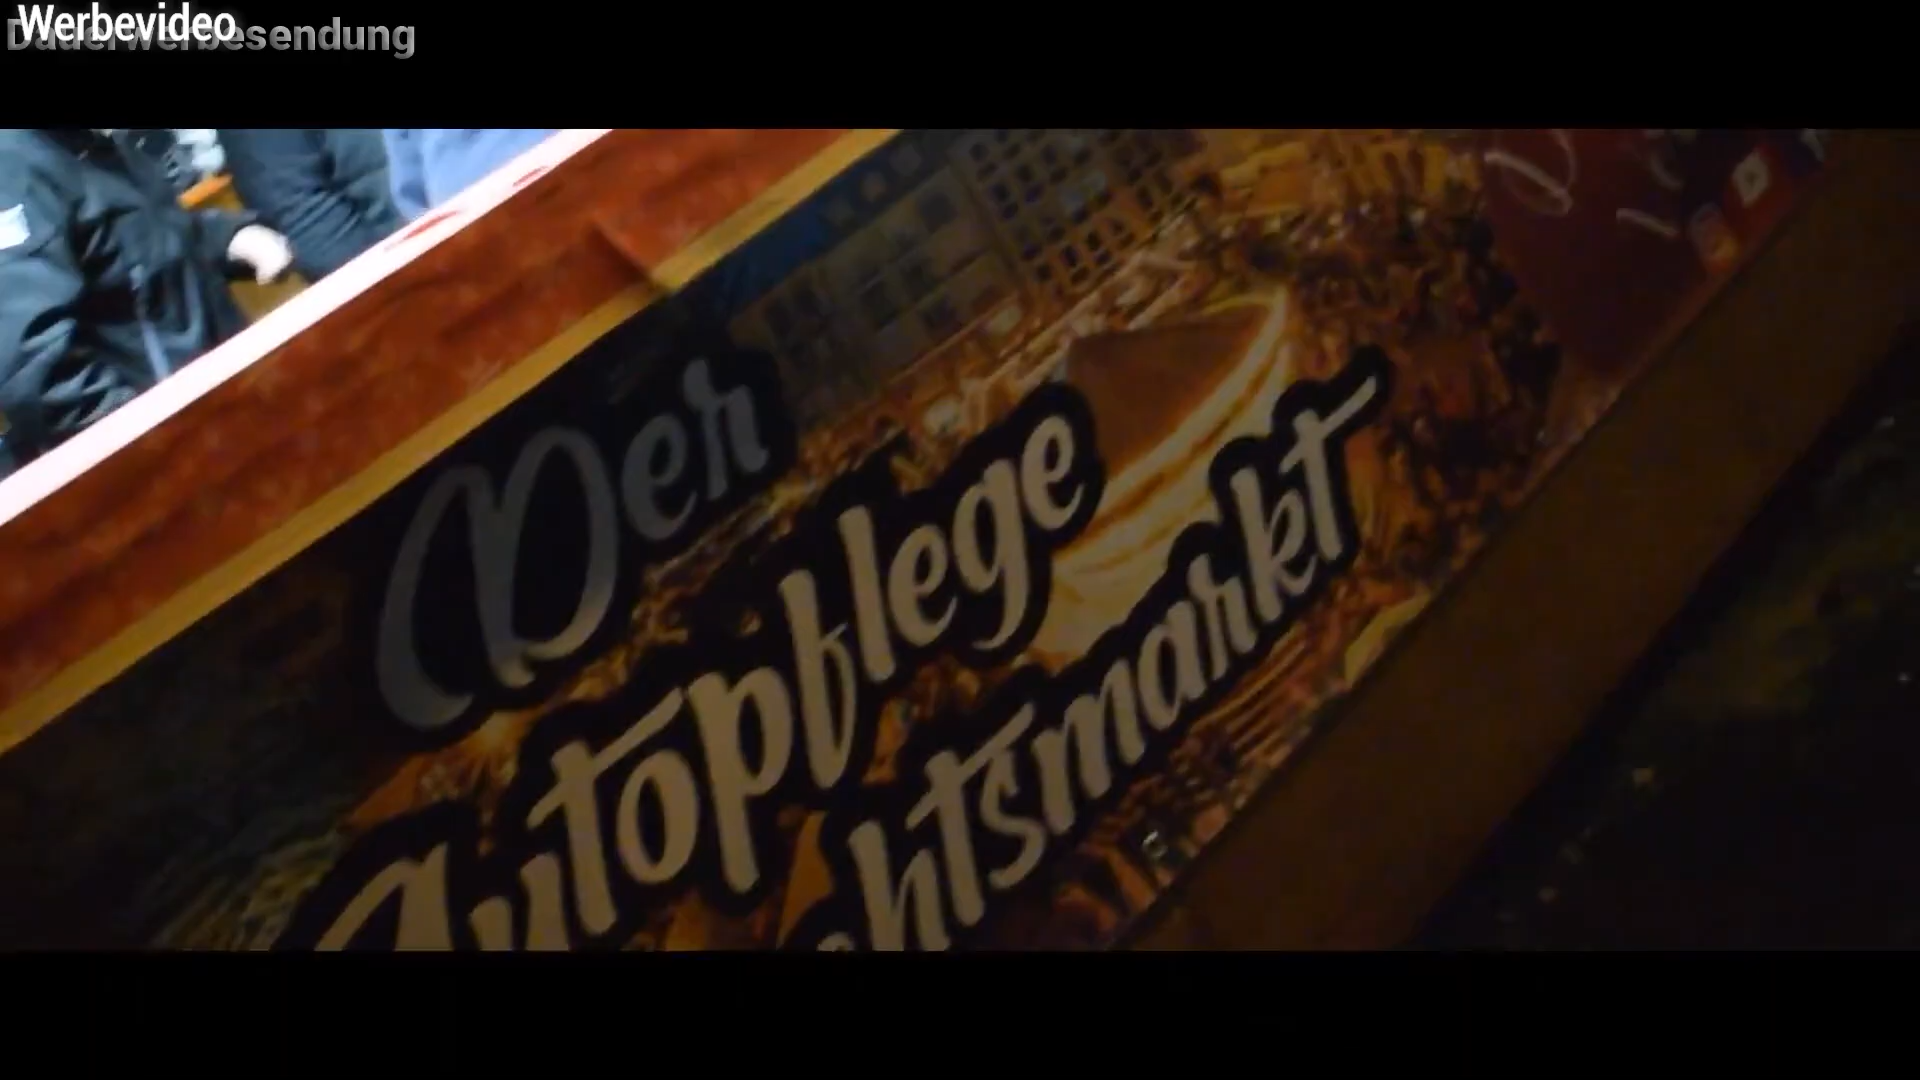 Werbevideo
Dauerwerbesendung
Der
Autopflege
chtsmarkt